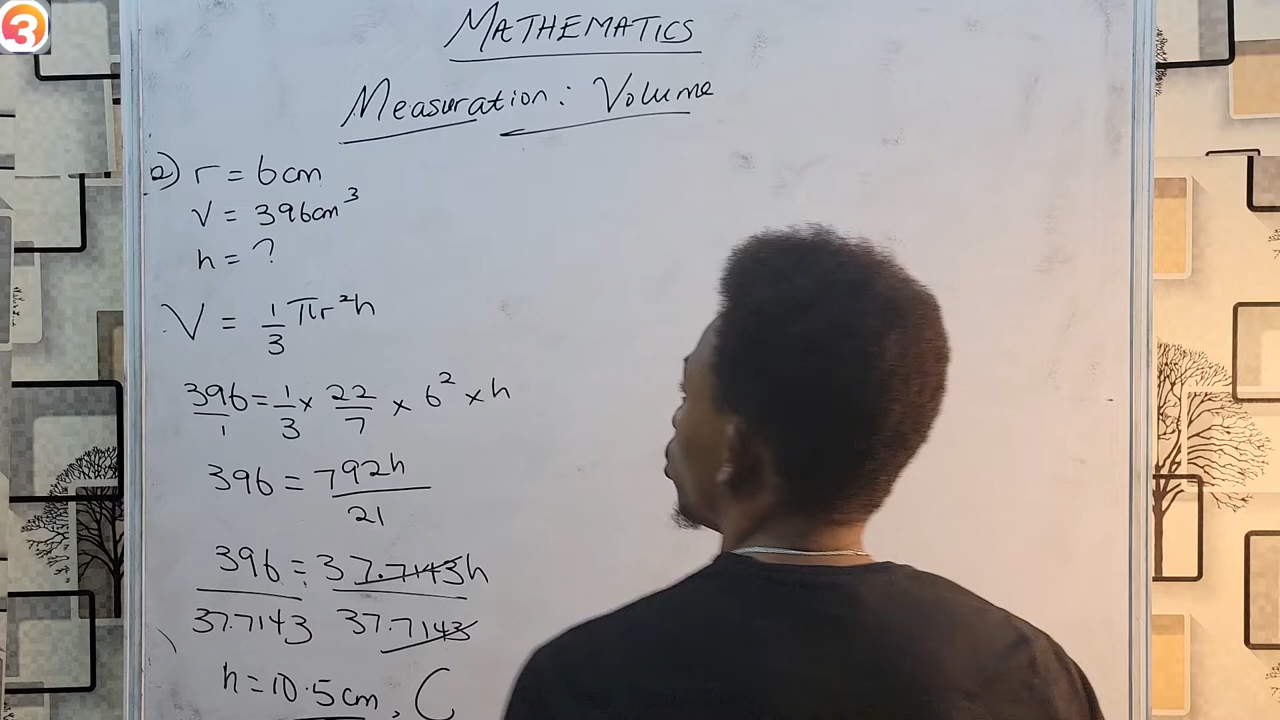 3
MATHEMATICS
Measuration: Volume
a) r = 6cm
V = 396cm³
h = ?
V = 1/3 πr²h
396/1 = 1/3 × 22/7 × 6² × h
396 = 792h/21
396/37.7143 = 37.7143h/37.7143
h = 10.5cm, C